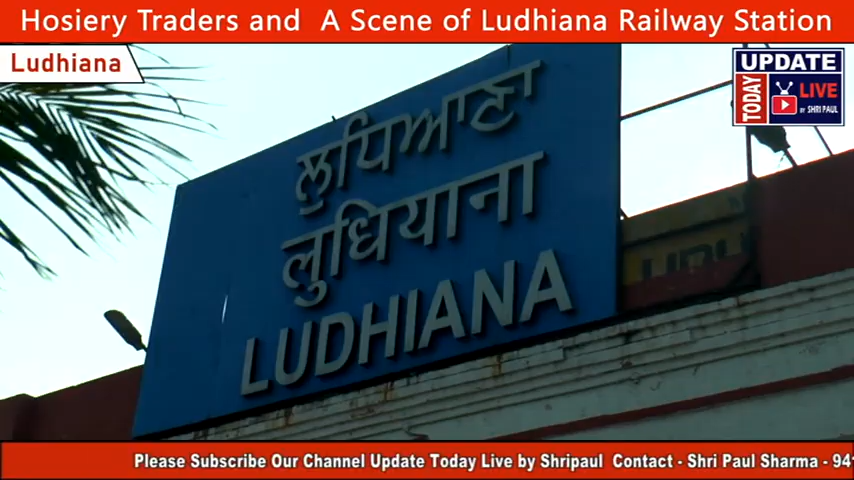 Hosiery Traders and A Scene of Ludhiana Railway Station
Ludhiana
UPDATE
TODAY
LIVE
BY SHRI PAUL
ਲੁਧਿਆਣਾ
लुधियाना
LUDHIANA
Please Subscribe Our Channel Update Today Live by Shripaul Contact - Shri Paul Sharma - 941